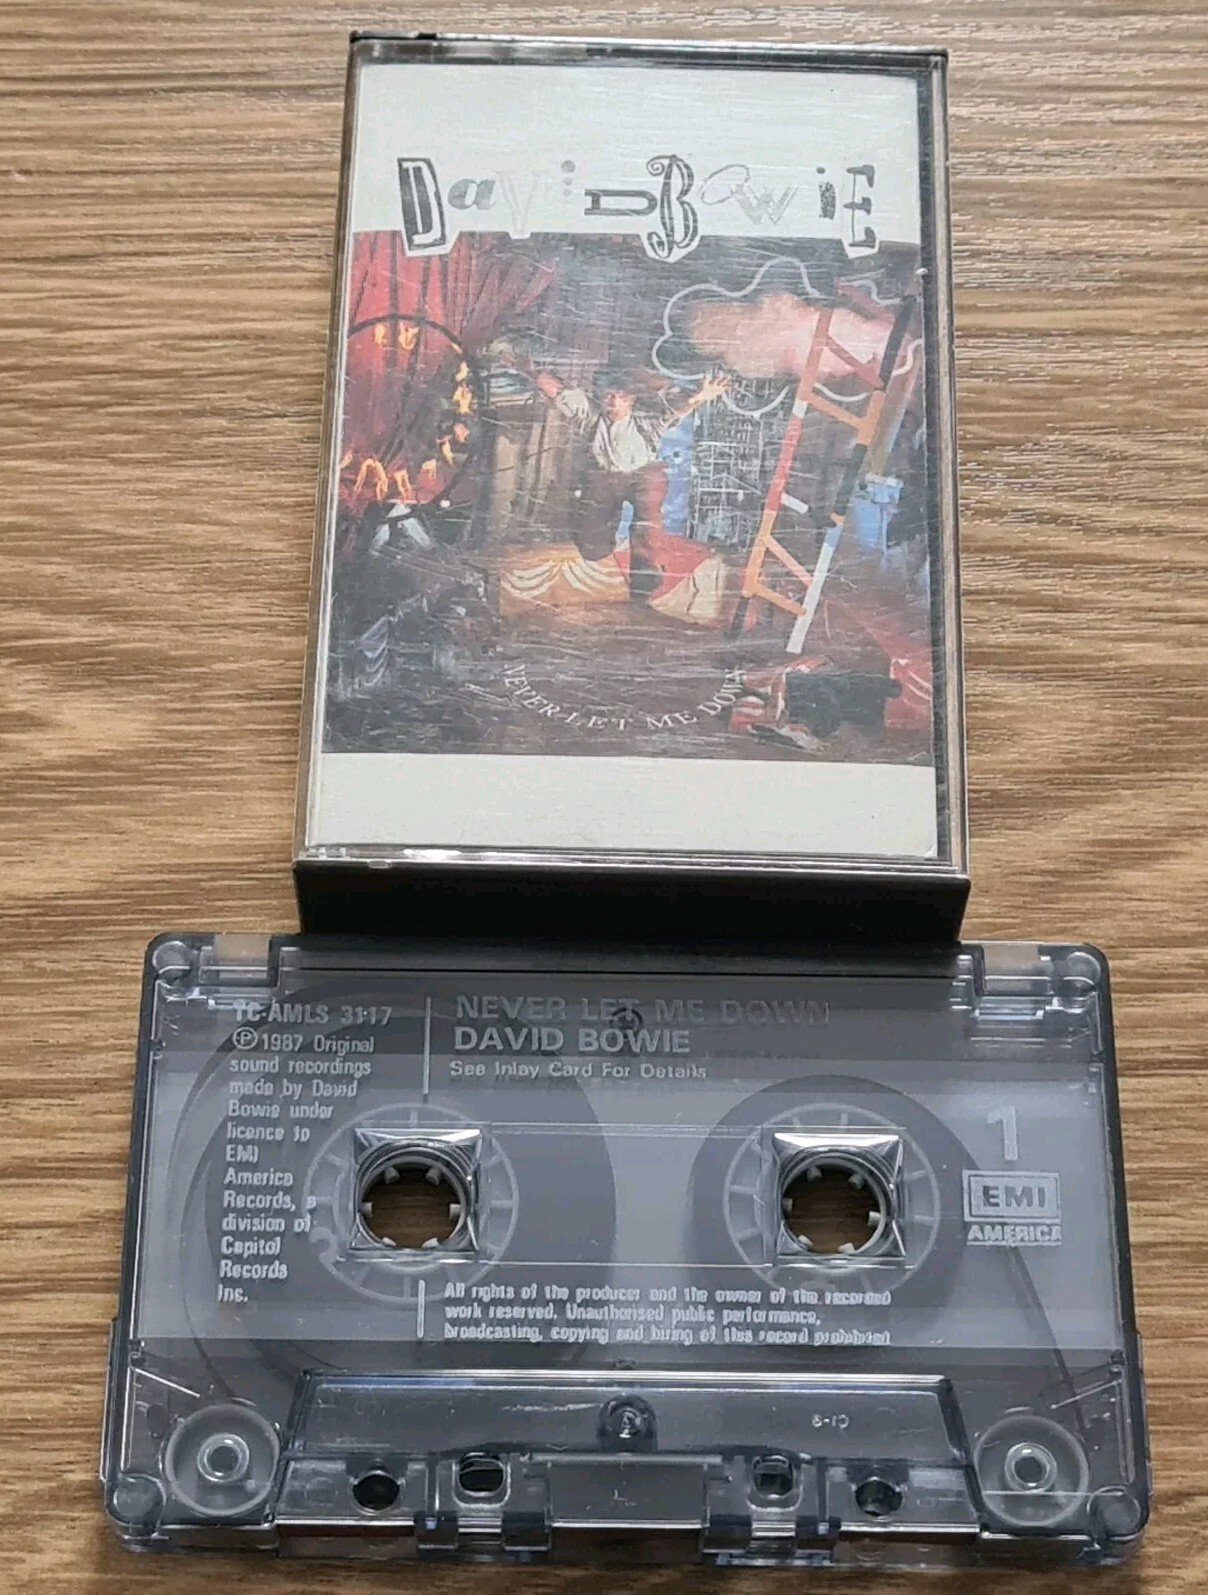 DaViD BOWiE
NEVER LET ME DOWN
TC-AMLS 3117
Ⓟ1987 Original
sound recordings
made by David
Bowie under
licence to
EMI
America
Records, a
division of
Capitol
Records
Inc.
NEVER LET ME DOWN
DAVID BOWIE
See Inlay Card For Details
1
EMI
AMERICA
All rights of the producer and the owner of the recorded
work reserved. Unauthorised public performance,
broadcasting, copying and hiring of this record prohibited